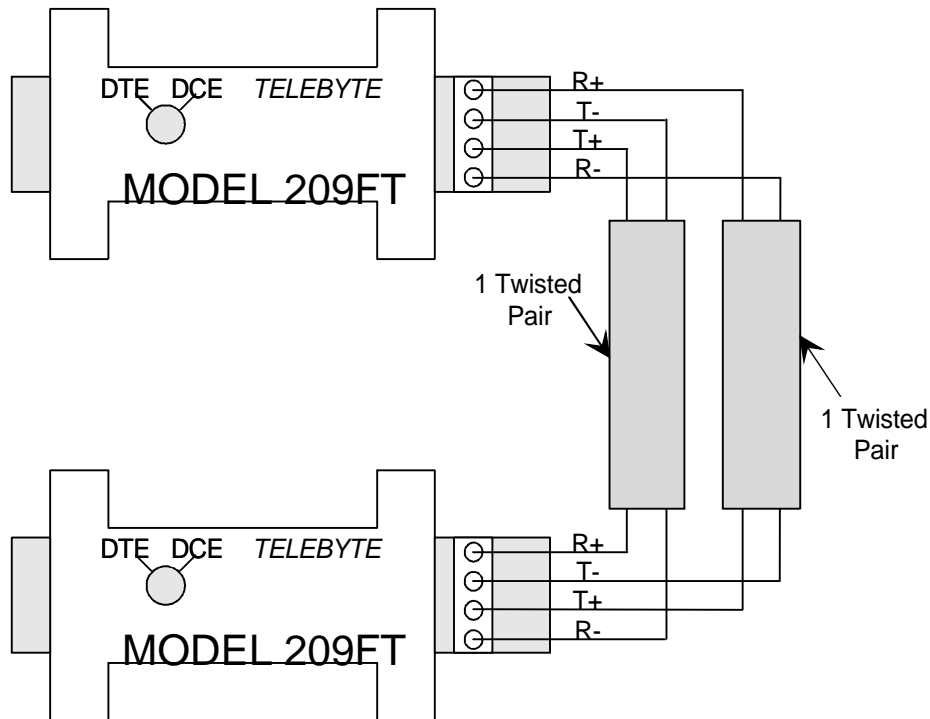 DTE DCE TELEBYTE
MODEL 209FT
R+
T-
T+
R-
1 Twisted
Pair
1 Twisted
Pair
DTE DCE TELEBYTE
MODEL 209FT
R+
T-
T+
R-